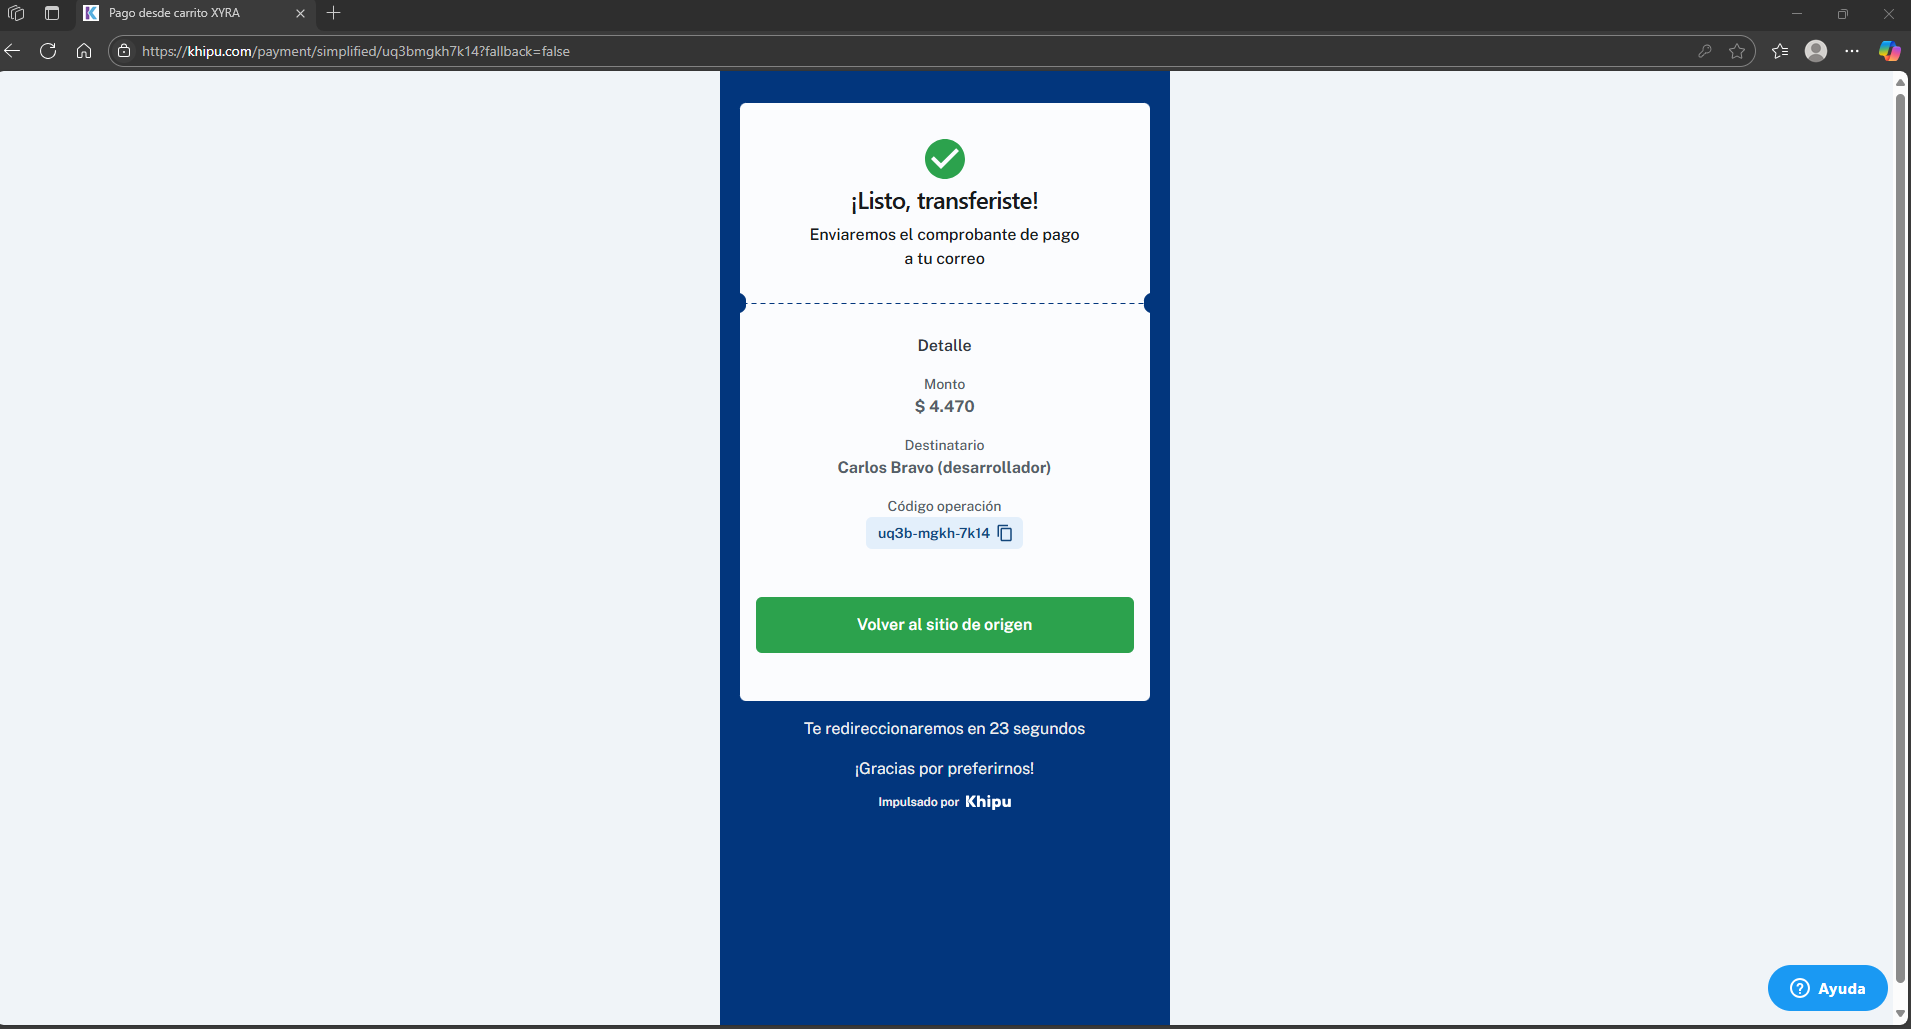 Pago desde carrito XYRA
https://khipu.com/payment/simplified/uq3bmgkh7k14?fallback=false
¡Listo, transferiste!
Enviaremos el comprobante de pago
a tu correo
Detalle
Monto
$ 4.470
Destinatario
Carlos Bravo (desarrollador)
Código operación
uq3b-mgkh-7k14
Volver al sitio de origen
Te redireccionaremos en 23 segundos
¡Gracias por preferirnos!
Impulsado por Khipu
Ayuda